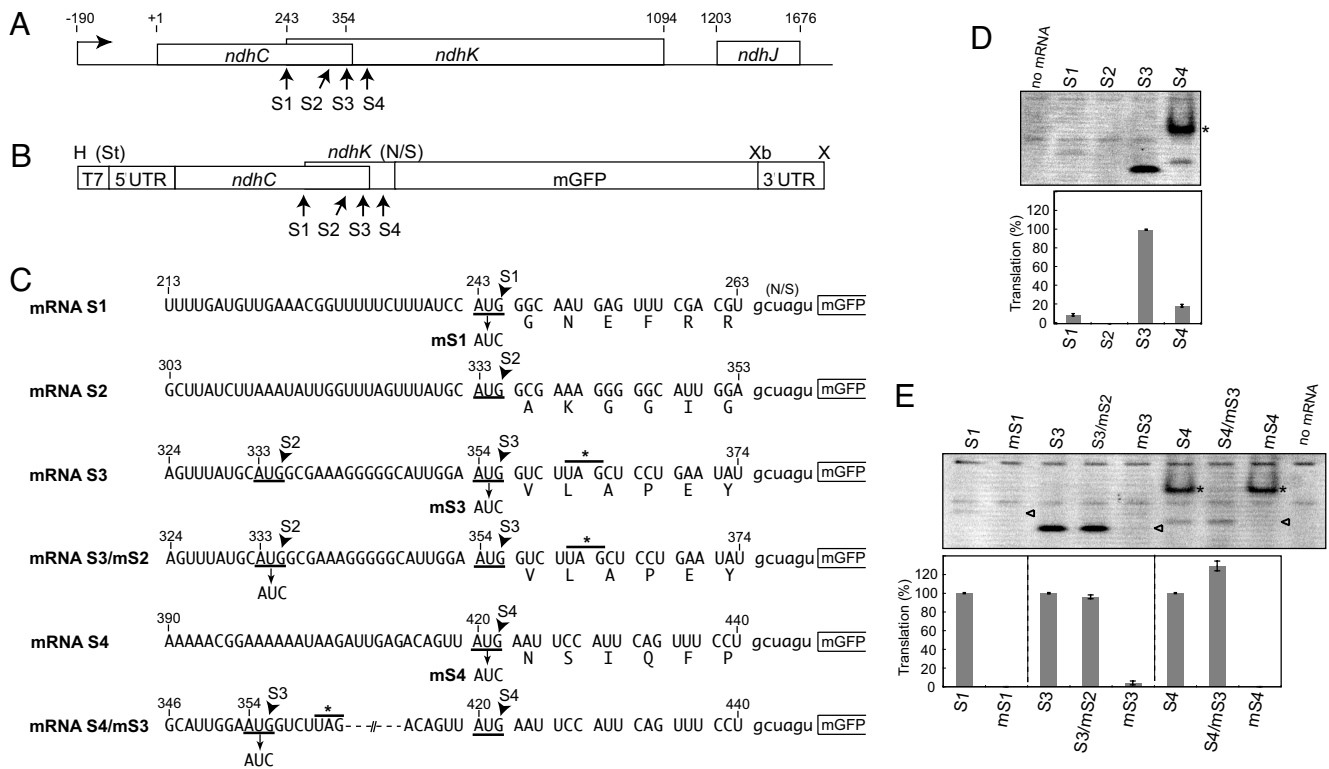 A
-190 +1 243 354 1094 1203 1676
ndhC ndhK ndhJ
S1 S2 S3 S4
B
H (St) ndhK (N/S) Xb X
T7 5'UTR ndhC mGFP 3'UTR
S1 S2 S3 S4
C
213 243 S1 263 (N/S)
mRNA S1 UUUUGAUGUUGAAACGGUUUUUCUUUAUCC AUG GGC AAU GAG UUU CGA CGU gcuagu mGFP
G N E F R R
mS1 AUC
303 333 S2 353
mRNA S2 GCUUAUCUUAAAUAUUGGUUUAGUUUAUGC AUG GCG AAA GGG GGC AUU GGA gcuagu mGFP
A K G G I G
324 333 S2 354 S3 * 374
mRNA S3 AGUUUAUGCAUGGCGAAAGGGGGCAUUGGA AUG GUC UUAG CU CCU GAA UAU gcuagu mGFP
V L A P E Y
mS3 AUC
324 333 S2 354 S3 * 374
mRNA S3/mS2 AGUUUAUGCAUGGCGAAAGGGGGCAUUGGA AUG GUC UUAG CU CCU GAA UAU gcuagu mGFP
V L A P E Y
AUC
390 420 S4 440
mRNA S4 AAAAACGGAAAAAAUAAGAUUGAGACAGUU AUG AAU UCC AUU CAG UUU CCU gcuagu mGFP
N S I Q F P
mS4 AUC
346 354 S3 * 420 S4 440
mRNA S4/mS3 GCAUUGGAAUGGUCUUAG---//----ACAGUU AUG AAU UCC AUU CAG UUU CCU gcuagu mGFP
AUC
D
no mRNA S1 S2 S3 S4
*
Translation (%)
120
100
80
60
40
20
0
S1 S2 S3 S4
E
S1 mS1 S3 S3/mS2 mS3 S4 S4/mS3 mS4 no mRNA
* *
Translation (%)
120
100
80
60
40
20
0
S1 mS1 S3 S3/mS2 mS3 S4 S4/mS3 mS4